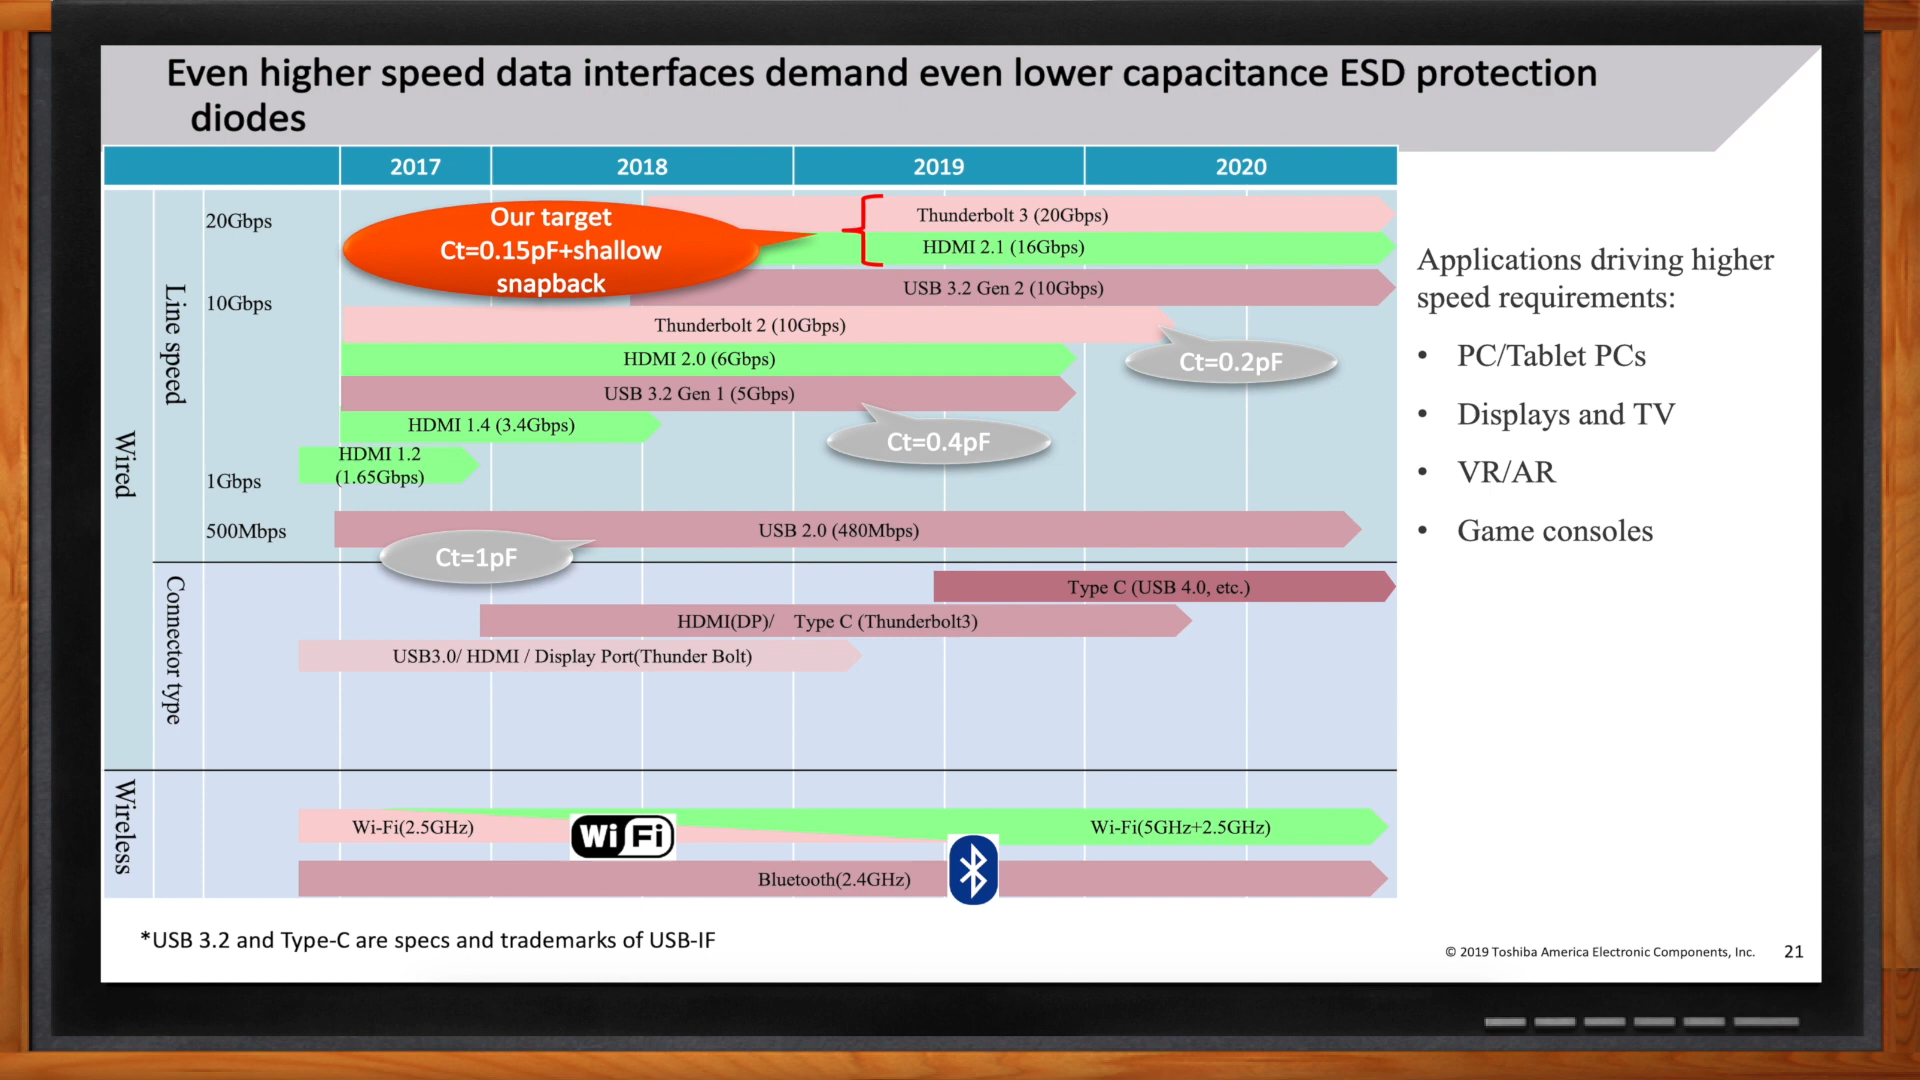 Even higher speed data interfaces demand even lower capacitance ESD protection
diodes
2017
2018
2019
2020
Wired
Line speed
20Gbps
10Gbps
1Gbps
500Mbps
Our target
Ct=0.15pF+shallow
snapback
Thunderbolt 3 (20Gbps)
HDMI 2.1 (16Gbps)
USB 3.2 Gen 2 (10Gbps)
Thunderbolt 2 (10Gbps)
Ct=0.2pF
HDMI 2.0 (6Gbps)
USB 3.2 Gen 1 (5Gbps)
Ct=0.4pF
HDMI 1.4 (3.4Gbps)
HDMI 1.2
(1.65Gbps)
USB 2.0 (480Mbps)
Ct=1pF
Connector type
Type C (USB 4.0, etc.)
HDMI(DP)/ Type C (Thunderbolt3)
USB3.0/ HDMI / Display Port(Thunder Bolt)
Wireless
Wi-Fi(2.5GHz)
Wi Fi
Wi-Fi(5GHz+2.5GHz)
Bluetooth(2.4GHz)
Applications driving higher
speed requirements:
• PC/Tablet PCs
• Displays and TV
• VR/AR
• Game consoles
*USB 3.2 and Type-C are specs and trademarks of USB-IF
© 2019 Toshiba America Electronic Components, Inc.
21